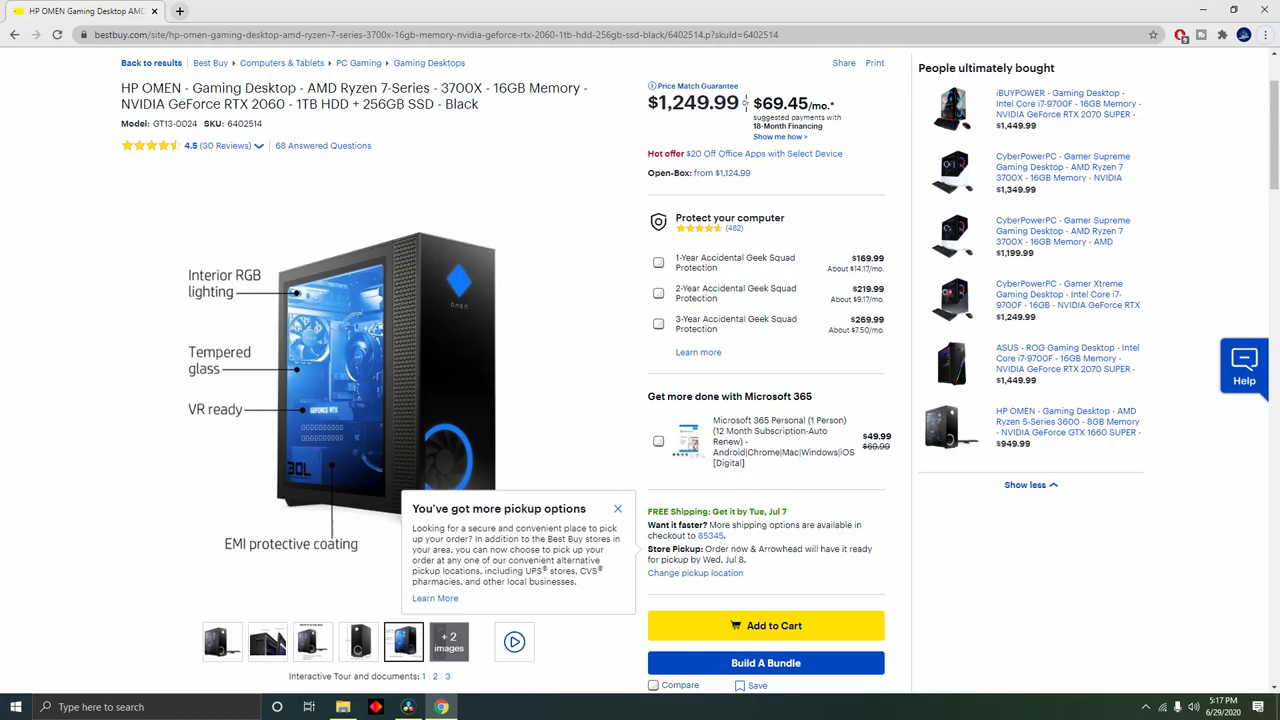 HP OMEN Gaming Desktop AMD
bestbuy.com/site/hp-omen-gaming-desktop-amd-ryzen-7-series-3700x-16gb-memory-nvidia-geforce-rtx-2060-1tb-hdd-256gb-ssd-black/6402514.p?skuId=6402514
Back to results
Best Buy
Computers & Tablets
PC Gaming
Gaming Desktops
Share
Print
HP OMEN - Gaming Desktop - AMD Ryzen 7-Series - 3700X - 16GB Memory -
NVIDIA GeForce RTX 2060 - 1TB HDD + 256GB SSD - Black
Model: GT13-0024 SKU: 6402514
4.5 (30 Reviews)
68 Answered Questions
Interior RGB
lighting
Tempered
glass
VR ready
EMI protective coating
OMEN
GEFORCE
30L
You've got more pickup options
Looking for a secure and convenient place to pick
up your order? In addition to the Best Buy stores in
your area, you can now choose to pick up your
order at any one of our convenient alternative
pickup locations, including UPS® stores, CVS®
pharmacies, and other local businesses.
Learn More
+ 2
images
Interactive Tour and documents: 1 | 2 | 3
Price Match Guarantee
$1,249.99
or
$69.45/mo.*
suggested payments with
18-Month Financing
Show me how >
Hot offer $20 Off Office Apps with Select Device
Open-Box: from $1,124.99
Protect your computer
(482)
1-Year Accidental Geek Squad
Protection
$169.99
About $14.17/mo.
2-Year Accidental Geek Squad
Protection
$219.99
About $9.17/mo.
3-Year Accidental Geek Squad
Protection
$269.99
About $7.50/mo.
Learn more
Get more done with Microsoft 365
Microsoft 365 Personal (1 Person)
(12 Month Subscription-Auto
Renew) -
Android|Chrome|Mac|Windows|iOS
[Digital]
$49.99
$69.99
FREE Shipping: Get it by Tue, Jul 7
Want it faster? More shipping options are available in
checkout to 85345.
Store Pickup: Order now & Arrowhead will have it ready
for pickup by Wed, Jul 8.
Change pickup location
Add to Cart
Build A Bundle
Compare
Save
People ultimately bought
iBUYPOWER - Gaming Desktop -
Intel Core i7-9700F - 16GB Memory -
NVIDIA GeForce RTX 2070 SUPER -
$1,449.99
CyberPowerPC - Gamer Supreme
Gaming Desktop - AMD Ryzen 7
3700X - 16GB Memory - NVIDIA
$1,349.99
CyberPowerPC - Gamer Supreme
Gaming Desktop - AMD Ryzen 7
3700X - 16GB Memory - AMD
$1,199.99
CyberPowerPC - Gamer Xtreme
Gaming Desktop - Intel Core i7-
9700F - 16GB - NVIDIA GeForce RTX
$1,249.99
ASUS - ROG Gaming Desktop - Intel
Core i7-9700F - 16GB Memory -
NVIDIA GeForce RTX 2070 SUPER -
$1,449.99
HP OMEN - Gaming Desktop - AMD
Ryzen 5-Series 3600 - 8GB Memory
- NVIDIA GeForce GTX 1660 SUPER -
$949.99
Show less
Help
Type here to search
5:17 PM
6/29/2020